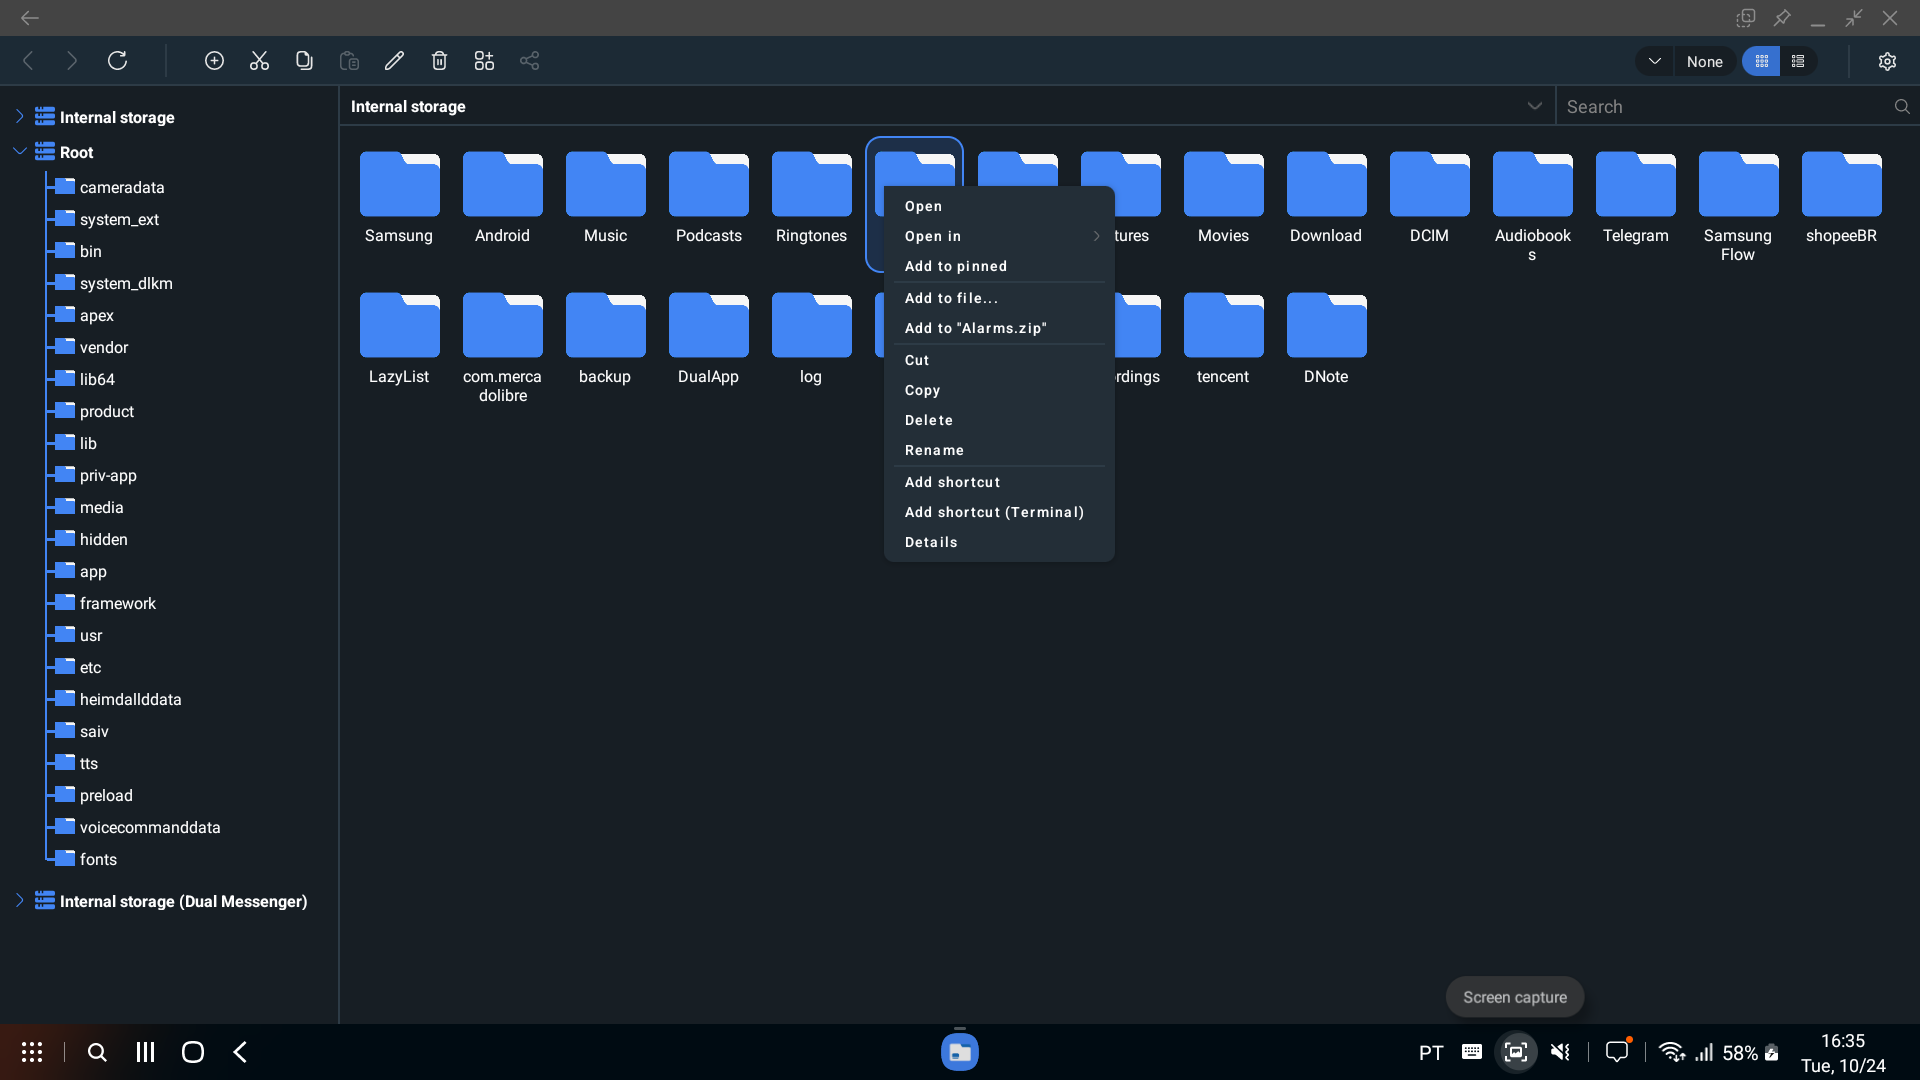 None
Internal storage
Search
Internal storage
Root
cameradata
system_ext
bin
system_dlkm
apex
vendor
lib64
product
lib
priv-app
media
hidden
app
framework
usr
etc
heimdallddata
saiv
tts
preload
voicecommanddata
fonts
Internal storage (Dual Messenger)
Samsung
Android
Music
Podcasts
Ringtones
tures
Movies
Download
DCIM
Audiobook
s
Telegram
Samsung
Flow
shopeeBR
LazyList
com.merca
dolibre
backup
DualApp
log
rdings
tencent
DNote
Open
Open in
Add to pinned
Add to file...
Add to "Alarms.zip"
Cut
Copy
Delete
Rename
Add shortcut
Add shortcut (Terminal)
Details
Screen capture
PT
58%
16:35
Tue, 10/24